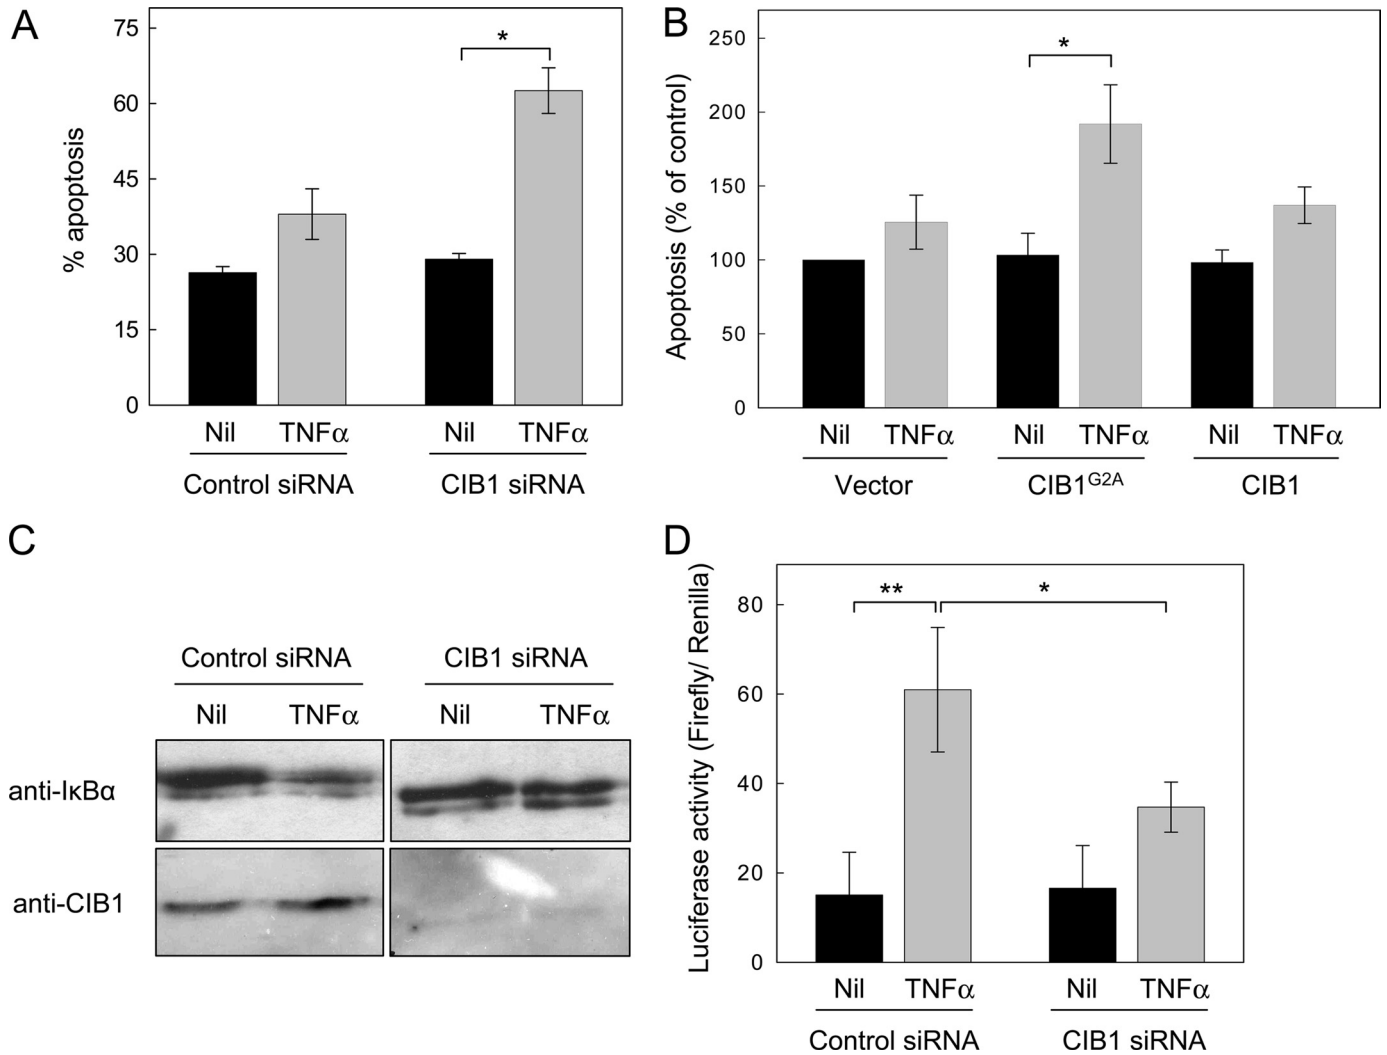 A
75
60
45
30
15
0
% apoptosis
*
Nil TNFα Nil TNFα
Control siRNA CIB1 siRNA
B
250
200
150
100
50
0
Apoptosis (% of control)
*
Nil TNFα Nil TNFα Nil TNFα
Vector CIB1G2A CIB1
C
Control siRNA CIB1 siRNA
Nil TNFα Nil TNFα
anti-IκBα
anti-CIB1
D
80
60
40
20
0
Luciferase activity (Firefly/ Renilla)
** *
Nil TNFα Nil TNFα
Control siRNA CIB1 siRNA